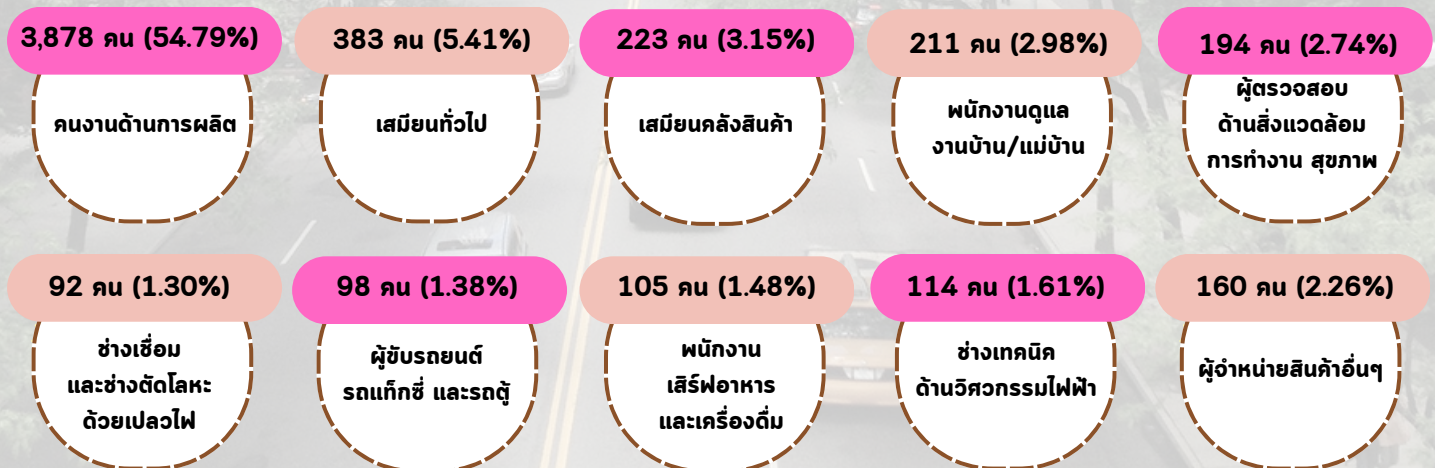 3,878 คน (54.79%)
คนงานด้านการผลิต
383 คน (5.41%)
เสมียนทั่วไป
223 คน (3.15%)
เสมียนคลังสินค้า
211 คน (2.98%)
พนักงานดูแล
งานบ้าน/แม่บ้าน
194 คน (2.74%)
ผู้ตรวจสอบ
ด้านสิ่งแวดล้อม
การทำงาน สุขภาพ
92 คน (1.30%)
ช่างเชื่อม
และช่างตัดโลหะ
ด้วยเปลวไฟ
98 คน (1.38%)
ผู้ขับรถยนต์
รถแท็กซี่ และรถตู้
105 คน (1.48%)
พนักงาน
เสิร์ฟอาหาร
และเครื่องดื่ม
114 คน (1.61%)
ช่างเทคนิค
ด้านวิศวกรรมไฟฟ้า
160 คน (2.26%)
ผู้จำหน่ายสินค้าอื่นๆ